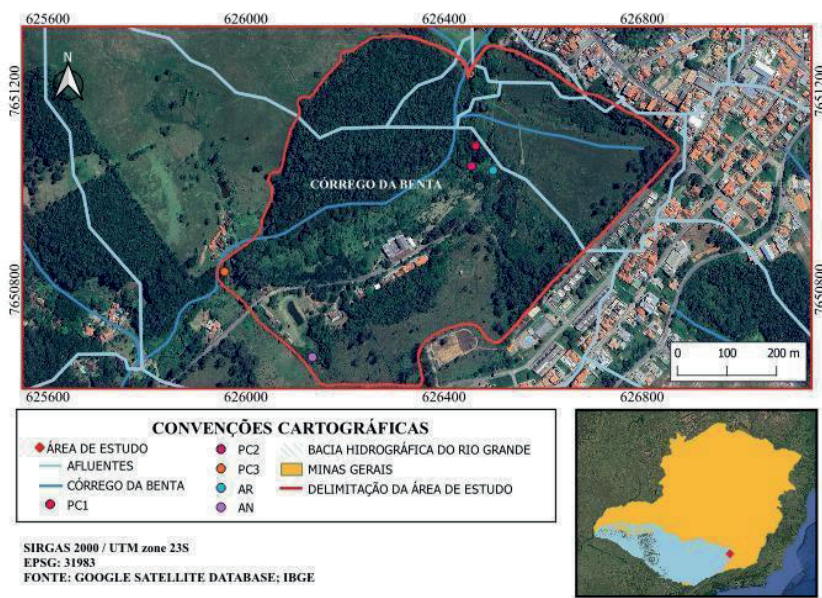 625600 626000 626400 626800
7651200 7651200
N
CÓRREGO DA BENTA
7650800 7650800
0 100 200 m
625600 626000 626400 626800
CONVENÇÕES CARTOGRÁFICAS
ÁREA DE ESTUDO
AFLUENTES
CÓRREGO DA BENTA
PC1
PC2
PC3
AR
AN
BACIA HIDROGRÁFICA DO RIO GRANDE
MINAS GERAIS
DELIMITAÇÃO DA ÁREA DE ESTUDO
SIRGAS 2000 / UTM zone 23S
EPSG: 31983
FONTE: GOOGLE SATELLITE DATABASE; IBGE